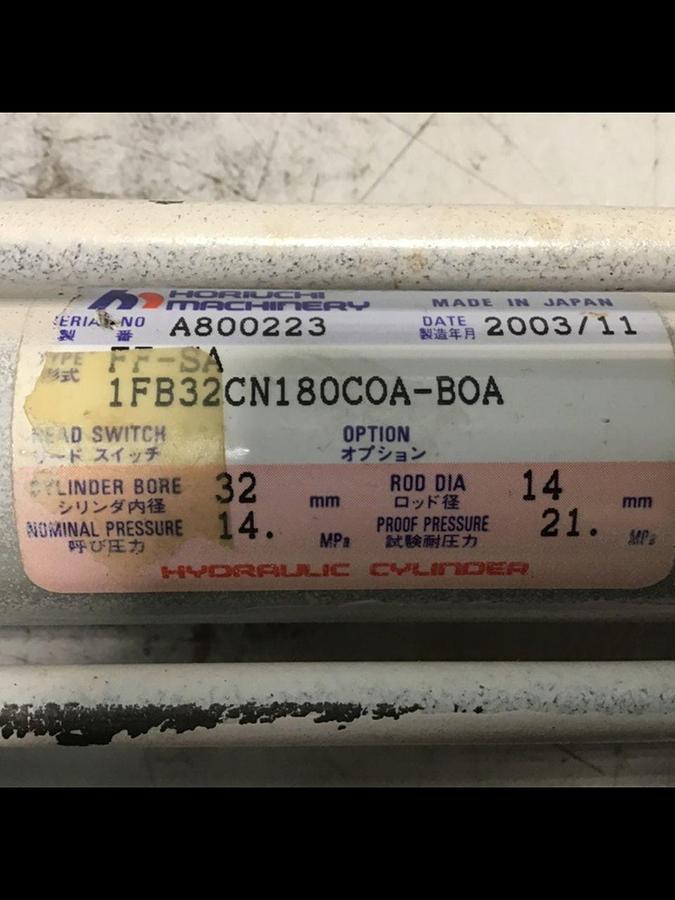 HORIUCHI
MACHINERY
MADE IN JAPAN
SERIAL NO A800223 DATE 2003/11
製番 製造年月
TYPE FF-SA
形式 1FB32CN180COA-BOA
READ SWITCH OPTION
リード スイッチ オプション
CYLINDER BORE 32 mm ROD DIA 14 mm
シリンダ内径 ロッド径
NOMINAL PRESSURE 14. MPa PROOF PRESSURE 21. MPa
呼び圧力 試験耐圧力
HYDRAULIC CYLINDER